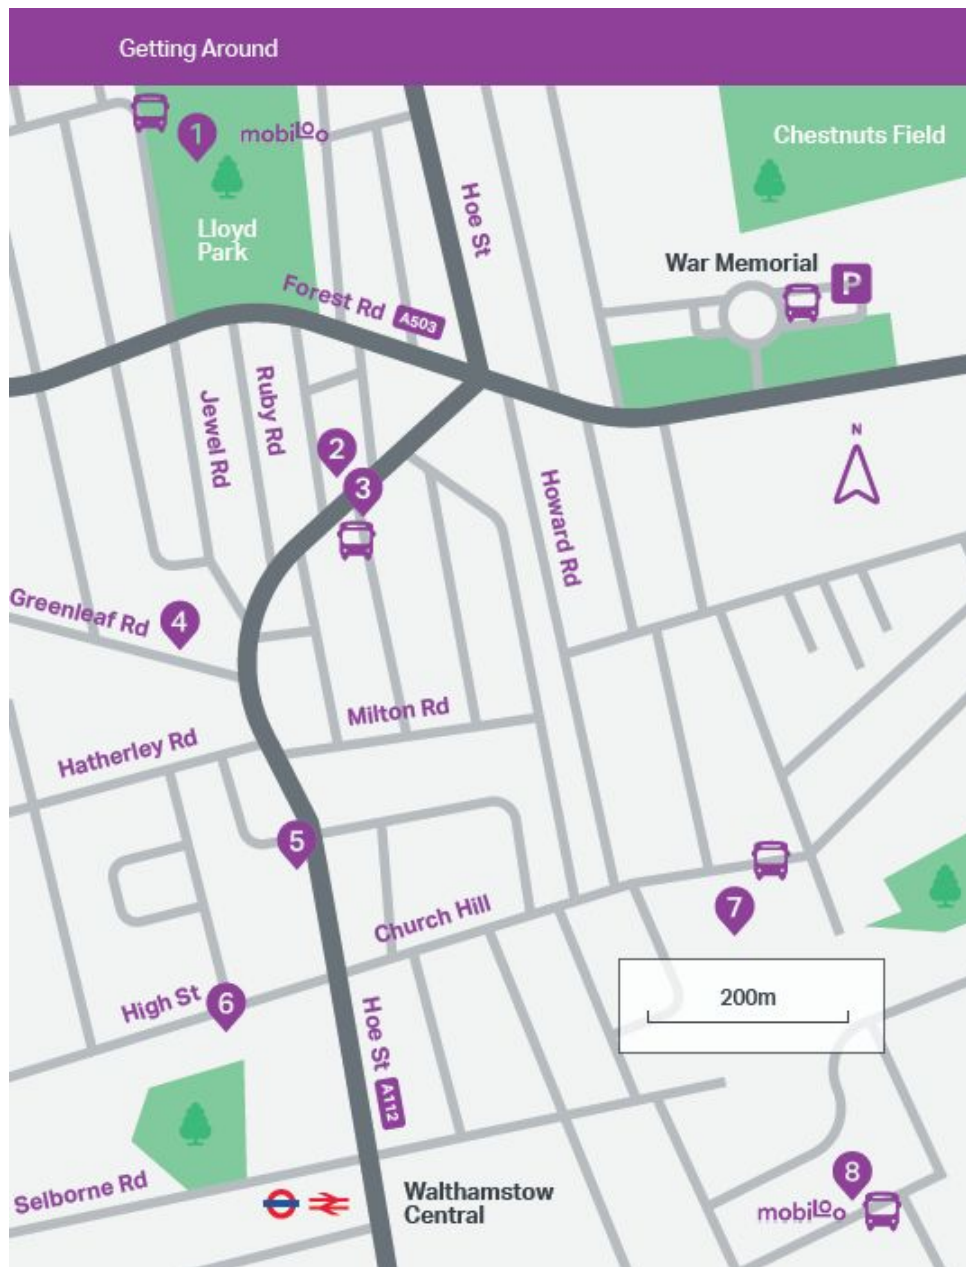 Getting Around
1
mobiloo
Chestnuts Field
Hoe St
Lloyd
Park
War Memorial
P
Forest Rd
A503
Ruby Rd
Jewel Rd
N
2
3
Howard Rd
Greenleaf Rd
4
Milton Rd
Hatherley Rd
5
7
Church Hill
High St
6
200m
Hoe St
A112
8
Selborne Rd
Walthamstow
Central
mobiloo